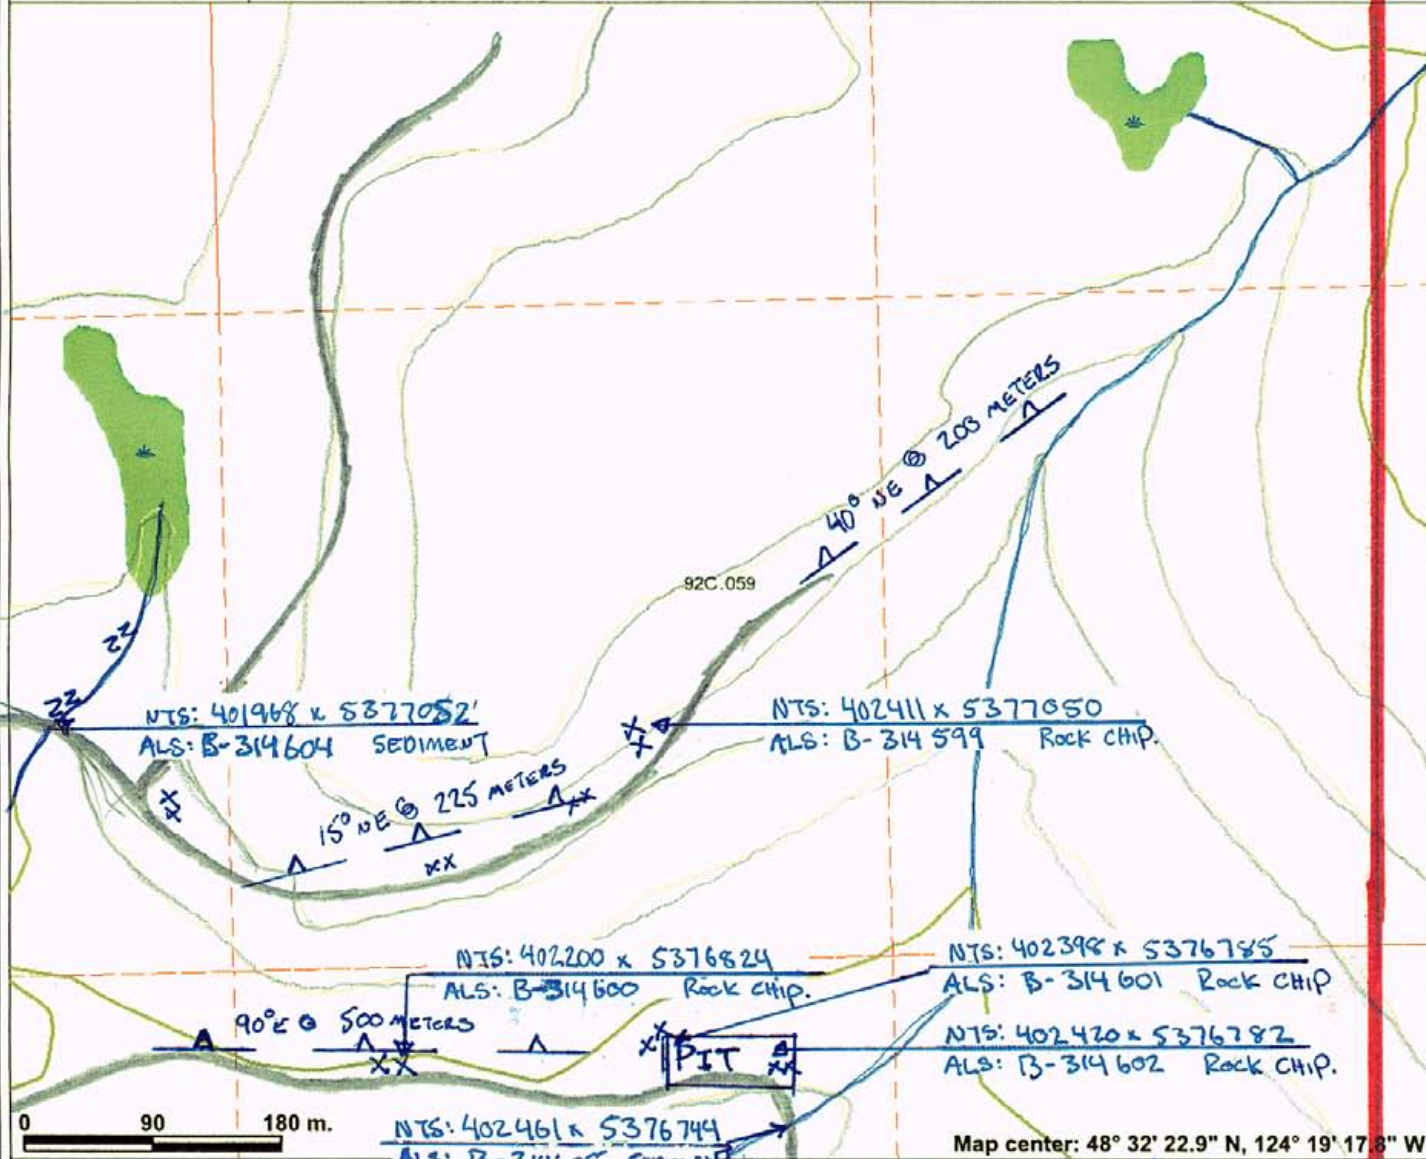 40° NE @ 203 METERS
92C.059
NTS: 401968 x 5377052
ALS: B-314604 SEDIMENT
NTS: 402411 x 5377050
ALS: B-314599 ROCK CHIP.
15° NE @ 225 METERS
NTS: 402200 x 5376824
ALS: B-314600 ROCK CHIP.
NTS: 402398 x 5376785
ALS: B-314601 ROCK CHIP
90°E @ 500 METERS
PIT
NTS: 402420 x 5376782
ALS: B-314602 ROCK CHIP.
0 90 180 m.
NTS: 402461 x 5376744
Map center: 48° 32' 22.9" N, 124° 19' 17.8" W